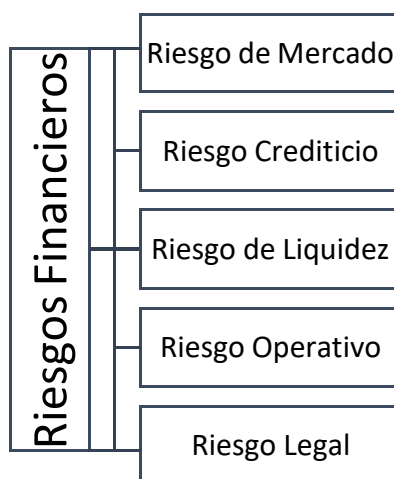 Riesgos Financieros
Riesgo de Mercado
Riesgo Crediticio
Riesgo de Liquidez
Riesgo Operativo
Riesgo Legal